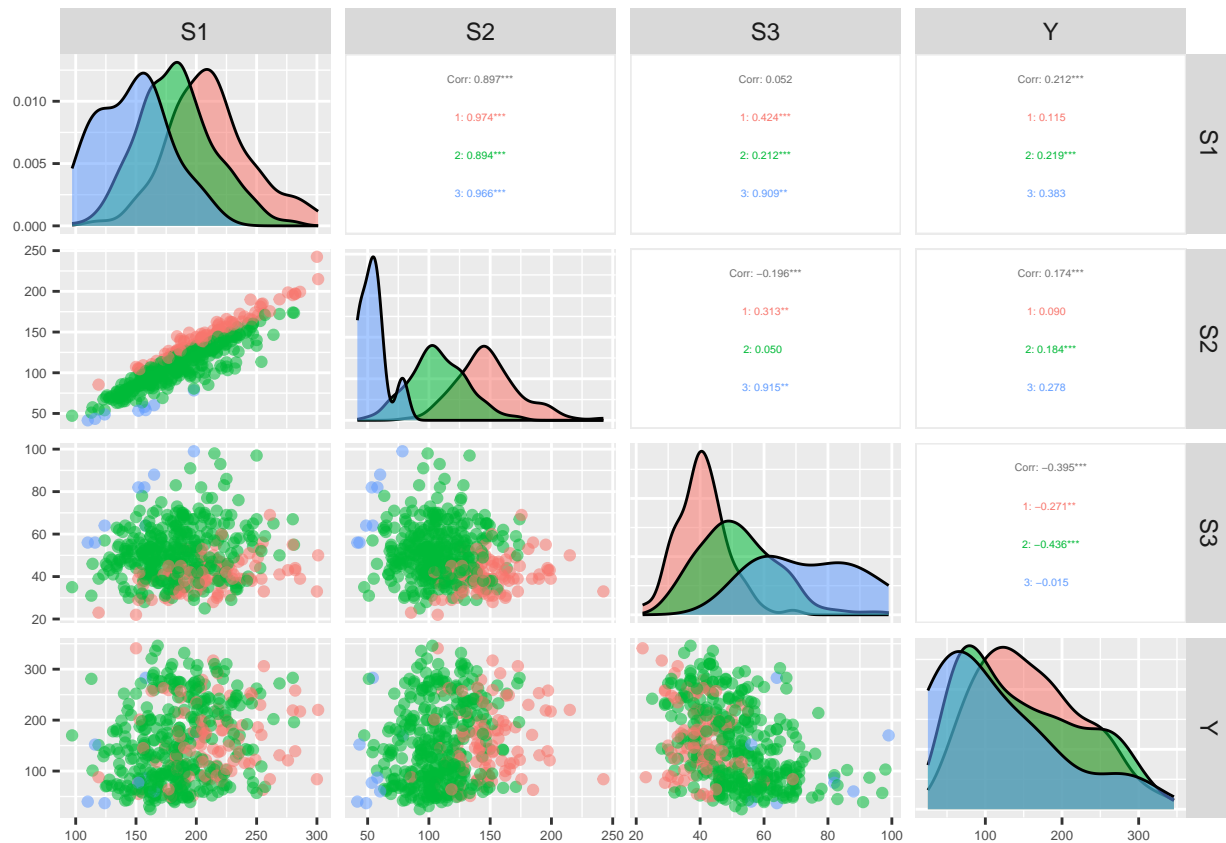 S1 S2 S3 Y
0.010
0.005
0.000
Corr: 0.897***
1: 0.974***
2: 0.894***
3: 0.966***
Corr: 0.052
1: 0.424***
2: 0.212***
3: 0.909**
Corr: 0.212***
1: 0.115
2: 0.219***
3: 0.383
S1
250
200
150
100
50
Corr: −0.196***
1: 0.313**
2: 0.050
3: 0.915**
Corr: 0.174***
1: 0.090
2: 0.184***
3: 0.278
S2
100
80
60
40
20
Corr: −0.395***
1: −0.271**
2: −0.436***
3: −0.015
S3
300
200
100
Y
100 150 200 250 300
50 100 150 200 250
20 40 60 80 100
100 200 300